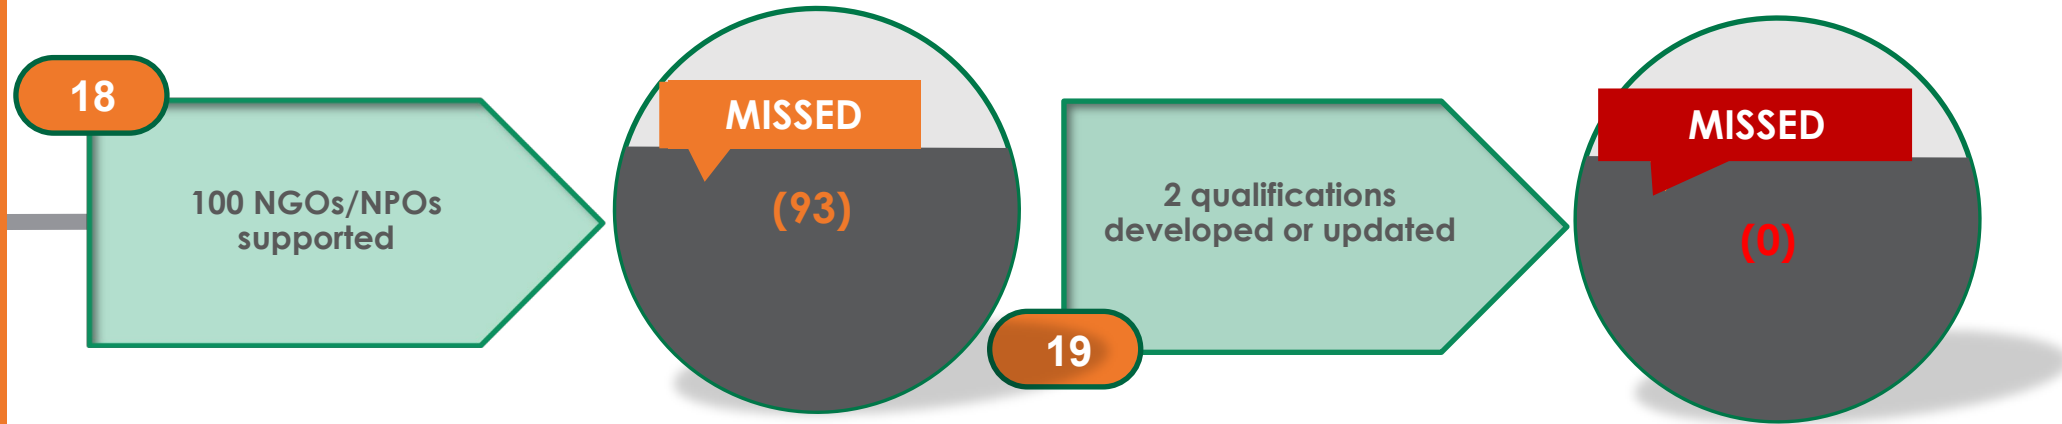 18
100 NGOs/NPOs
supported
MISSED
(93)
19
2 qualifications
developed or updated
MISSED
(0)